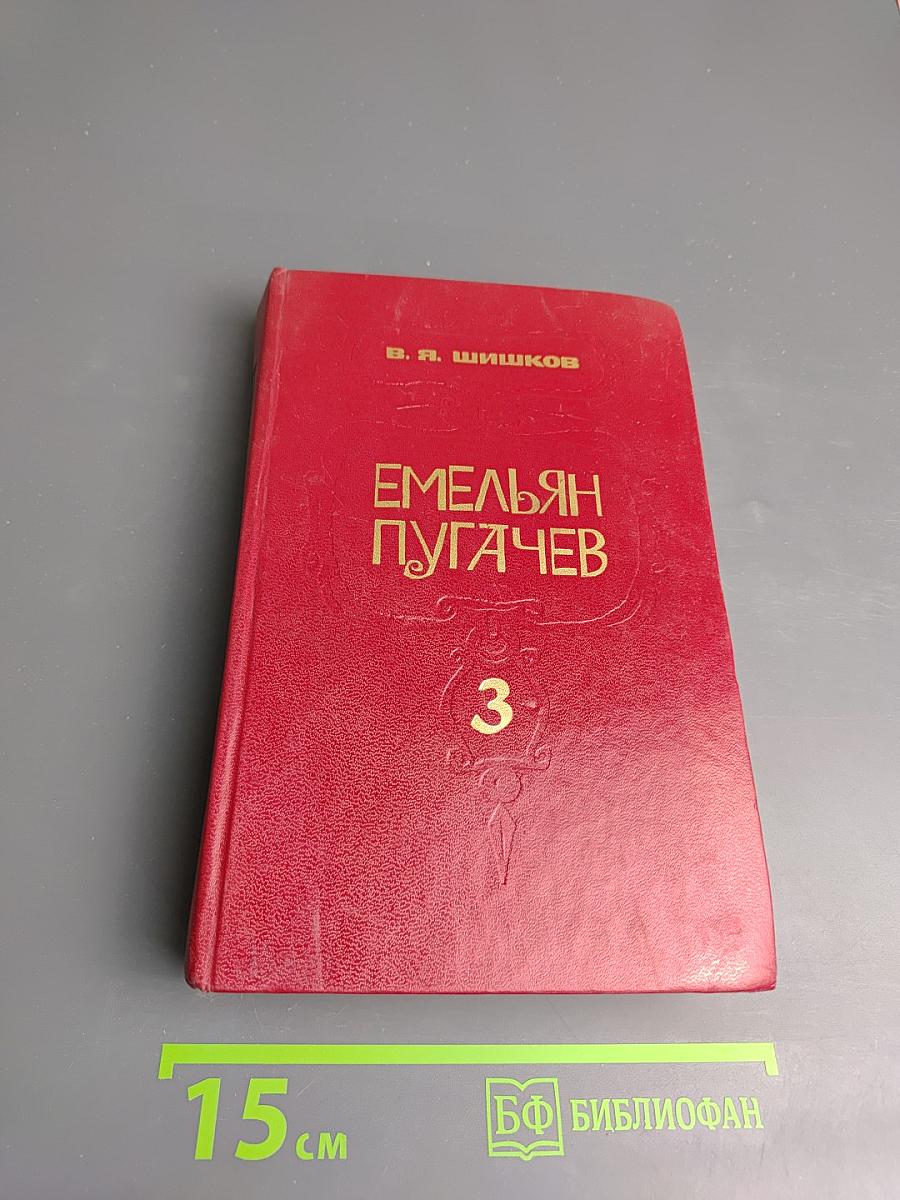 В. Я. ШИШКОВ
ЕМЕЛЬЯН
ПУГАЧЕВ
3
15 см
БФ БИБЛИОФАН